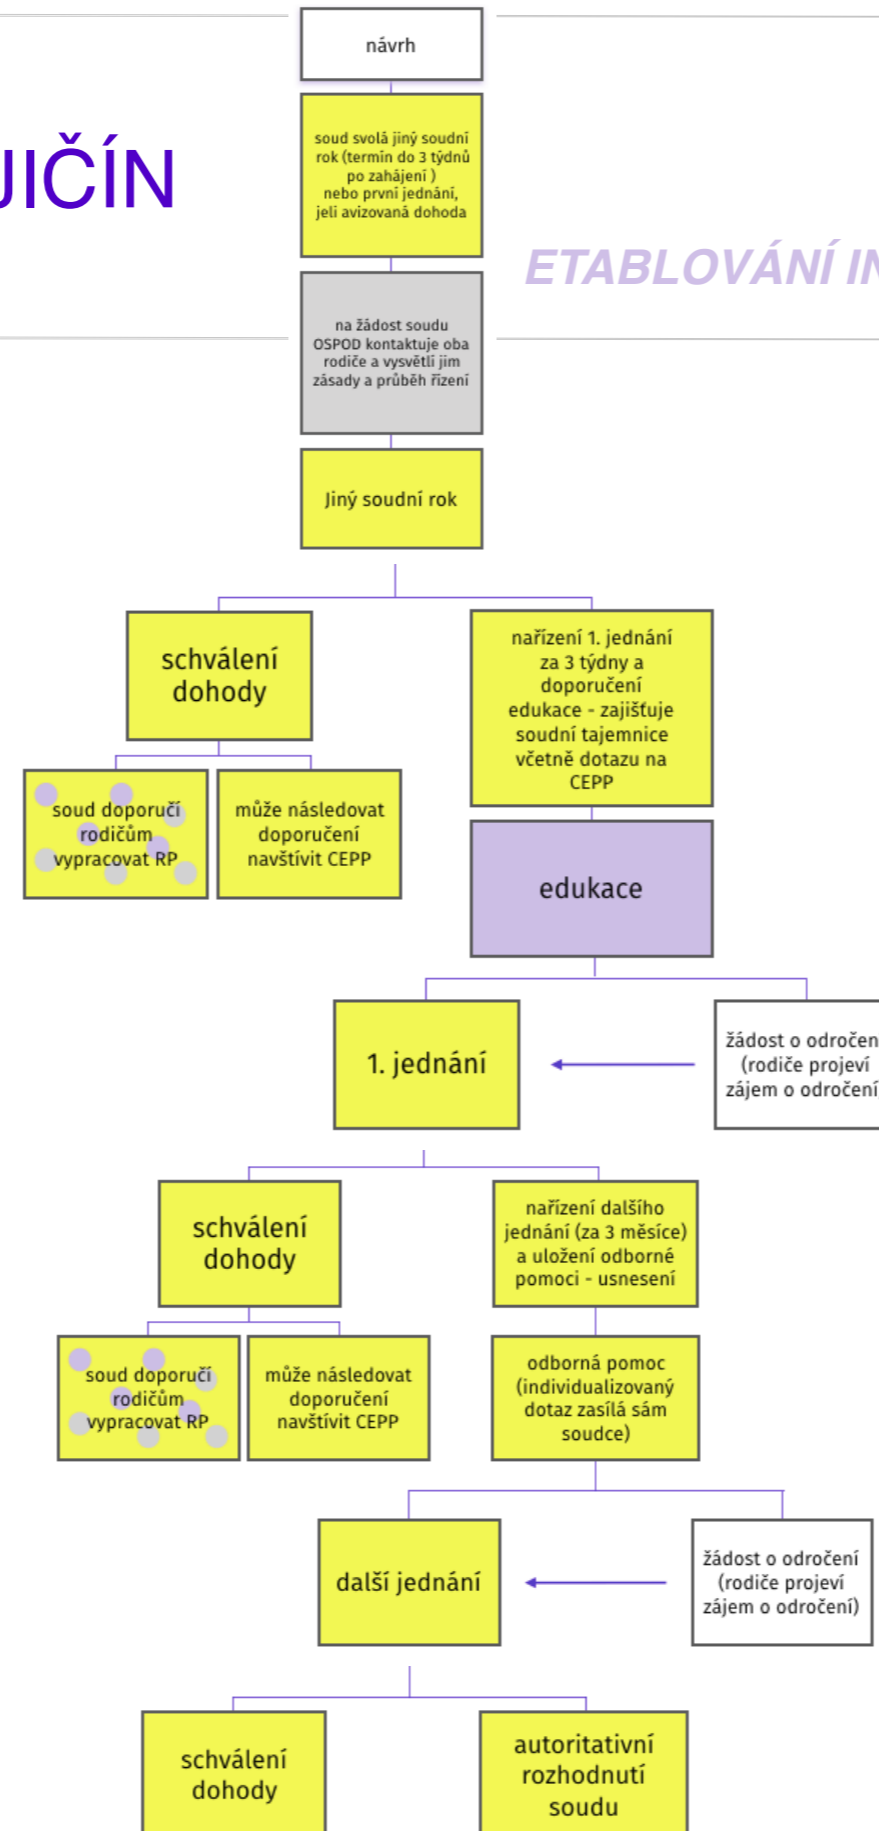 návrh
soud svolá jiný soudní
rok (termín do 3 týdnů
po zahájení )
nebo první jednání,
jeli avizovaná dohoda
JIČÍN
ETABLOVÁNÍ IN
na žádost soudu
OSPOD kontaktuje oba
rodiče a vysvětlí jim
zásady a průběh řízení
Jiný soudní rok
schválení
dohody
nařízení 1. jednání
za 3 týdny a
doporučení
edukace - zajišťuje
soudní tajemnice
včetně dotazu na
CEPP
soud doporučí
rodičům
vypracovat RP
může následovat
doporučení
navštívit CEPP
edukace
1. jednání
žádost o odročen
(rodiče projeví
zájem o odročení
schválení
dohody
nařízení dalšího
jednání (za 3 měsíce)
a uložení odborné
pomoci - usnesení
soud doporučí
rodičům
vypracovat RP
může následovat
doporučení
navštívit CEPP
odborná pomoc
(individualizovaný
dotaz zasílá sám
soudce)
další jednání
žádost o odročení
(rodiče projeví
zájem o odročení)
schválení
dohody
autoritativní
rozhodnutí
soudu